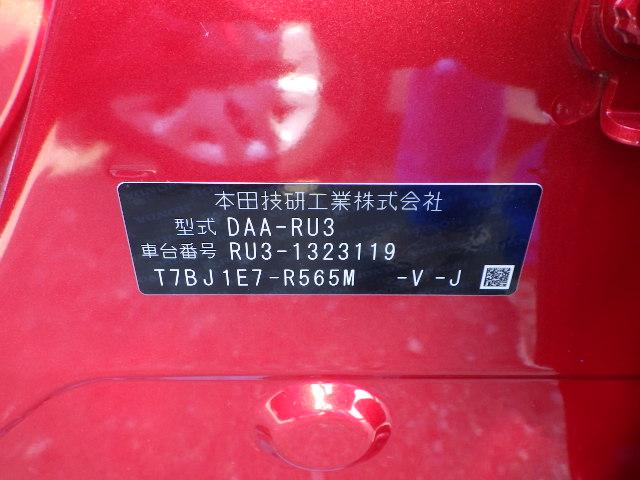 本田技研工業株式会社
型式 DAA-RU3
車台番号 RU3-1323119
T7BJ1E7-R565M -V -J